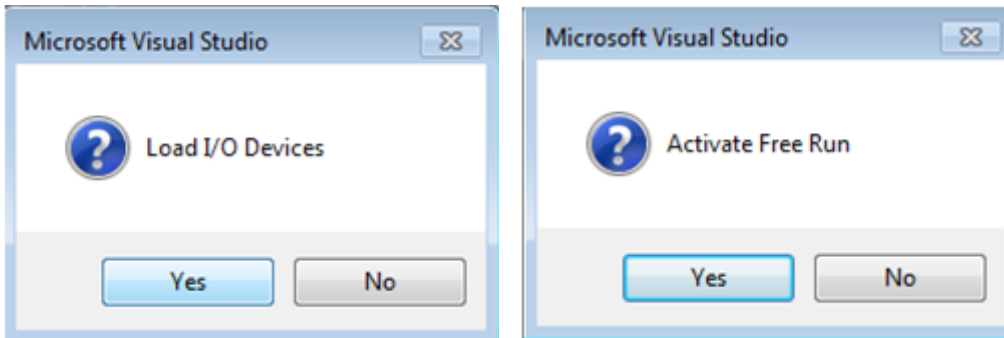 Microsoft Visual Studio
Load I/O Devices
Yes
No
Microsoft Visual Studio
Activate Free Run
Yes
No